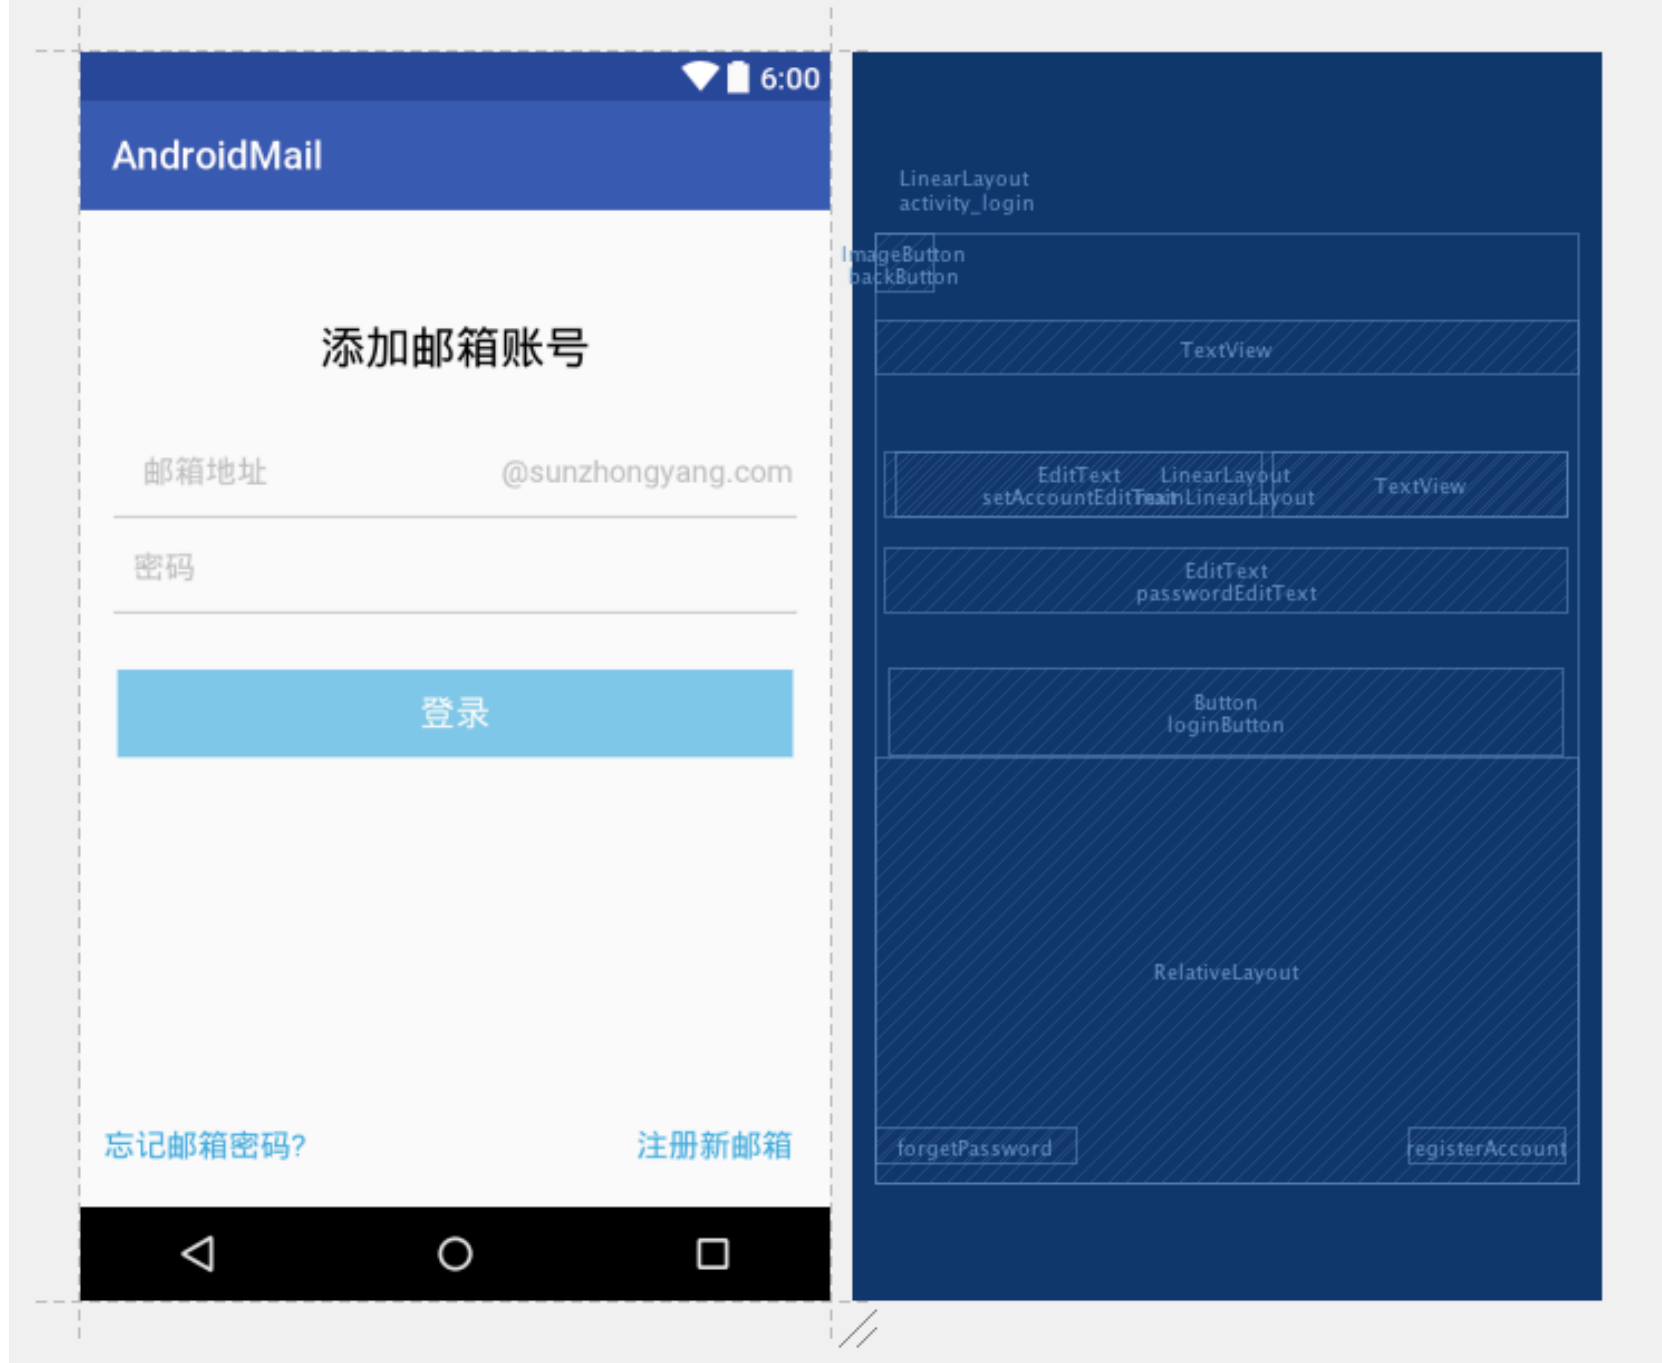 6:00
AndroidMail
添加邮箱账号
邮箱地址
@sunzhongyang.com
密码
登录
忘记邮箱密码?
注册新邮箱
LinearLayout
activity_login
ImageButton
backButton
TextView
EditText
setAccountEditText
LinearLayout
mainLinearLayout
TextView
EditText
passwordEditText
Button
loginButton
RelativeLayout
forgetPassword
registerAccount